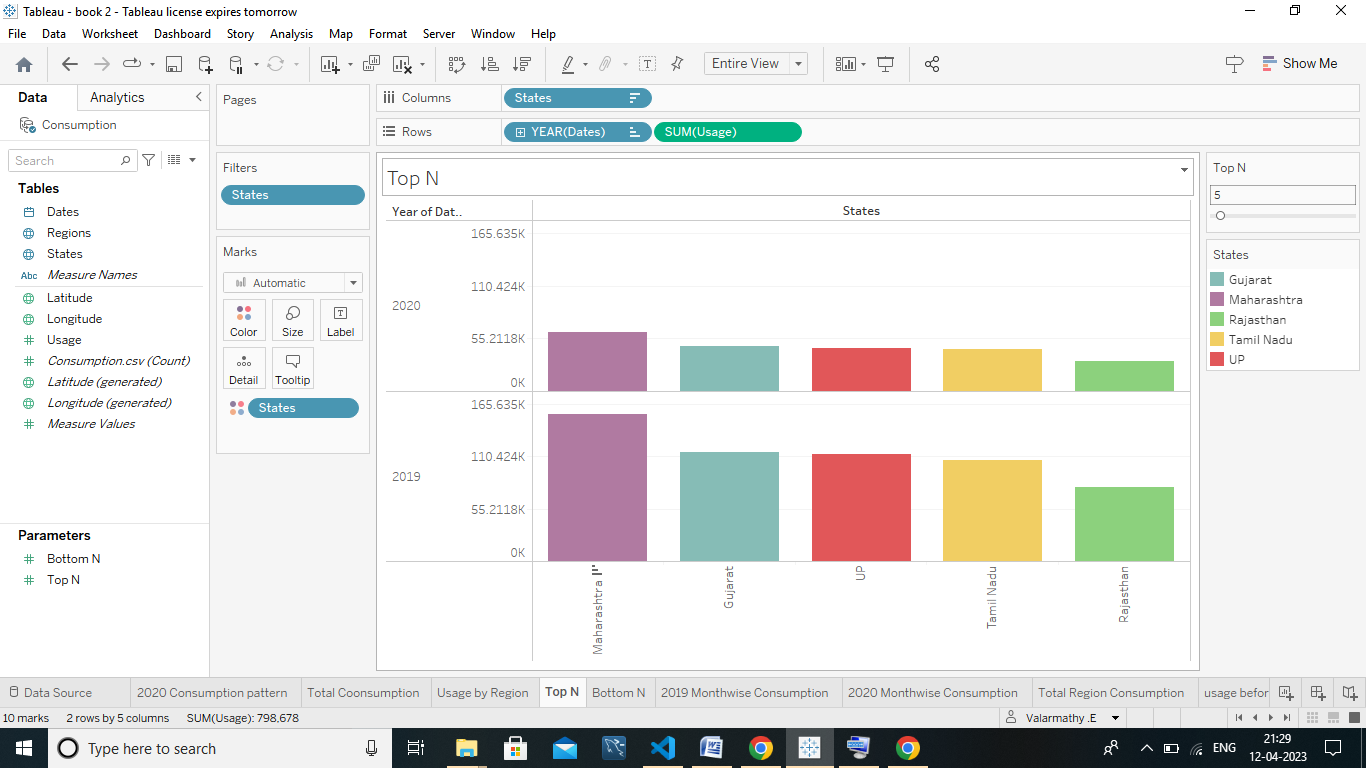 Tableau - book 2 - Tableau license expires tomorrow
File Data Worksheet Dashboard Story Analysis Map Format Server Window Help
Entire View
Show Me
Data Analytics
Consumption
Search
Tables
Dates
Regions
States
Abc Measure Names
Latitude
Longitude
Usage
Consumption.csv (Count)
Latitude (generated)
Longitude (generated)
Measure Values
Parameters
Bottom N
Top N
Pages
Filters
States
Marks
Automatic
Color Size Label
Detail Tooltip
States
Columns States
Rows YEAR(Dates) SUM(Usage)
Top N
Year of Dat.. States
165.635K
110.424K
2020
55.2118K
0K
165.635K
110.424K
2019
55.2118K
0K
Maharashtra
Gujarat
UP
Tamil Nadu
Rajasthan
Top N
5
States
Gujarat
Maharashtra
Rajasthan
Tamil Nadu
UP
Data Source 2020 Consumption pattern Total Coonsumption Usage by Region Top N Bottom N 2019 Monthwise Consumption 2020 Monthwise Consumption Total Region Consumption usage befor
10 marks 2 rows by 5 columns SUM(Usage): 798,678 Valarmathy .E
Type here to search
ENG
21:29
12-04-2023